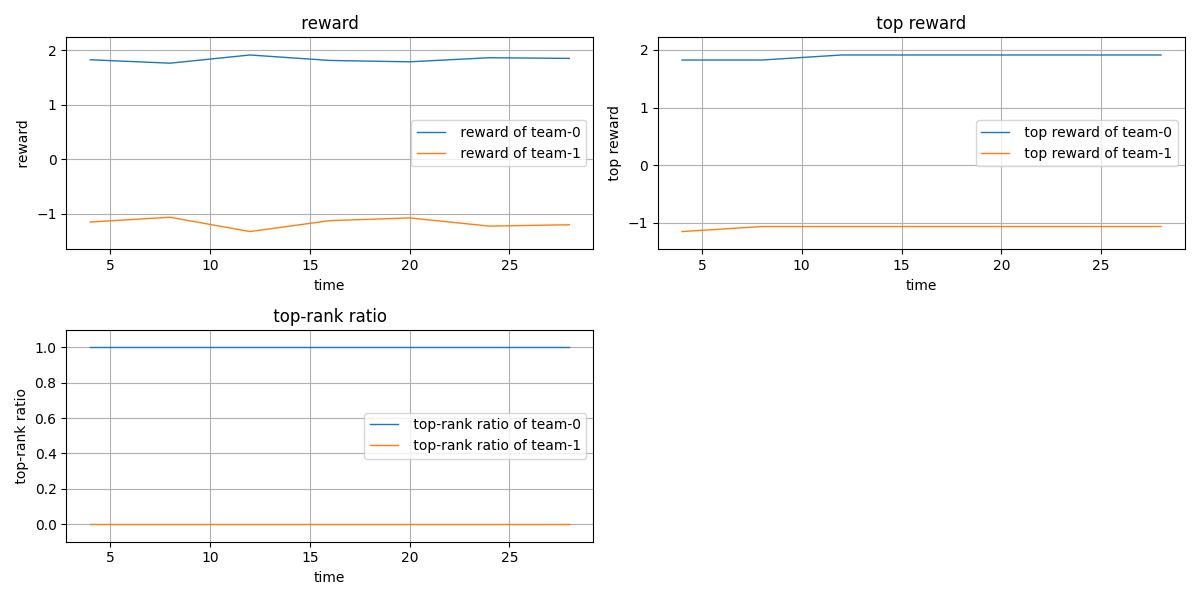 reward
2
1
0
−1
reward
5
10
15
20
25
time
reward of team-0
reward of team-1
top reward
2
1
0
−1
top reward
5
10
15
20
25
time
top reward of team-0
top reward of team-1
top-rank ratio
1.0
0.8
0.6
0.4
0.2
0.0
top-rank ratio
5
10
15
20
25
time
top-rank ratio of team-0
top-rank ratio of team-1